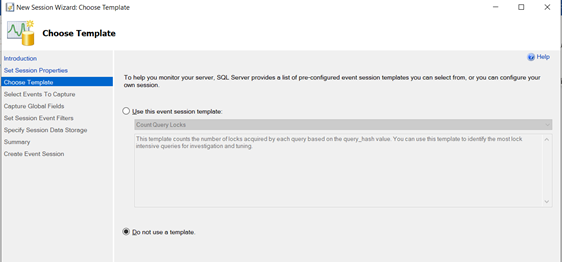 New Session Wizard: Choose Template
Choose Template
Introduction
Set Session Properties
Choose Template
Select Events To Capture
Capture Global Fields
Set Session Event Filters
Specify Session Data Storage
Summary
Create Event Session
Help
To help you monitor your server, SQL Server provides a list of pre-configured event session templates you can select from, or you can configure your
own session.
Use this event session template:
Count Query Locks
This template counts the number of locks acquired by each query based on the query_hash value. You can use this template to identify the most lock
intensive queries for investigation and tuning.
Do not use a template.